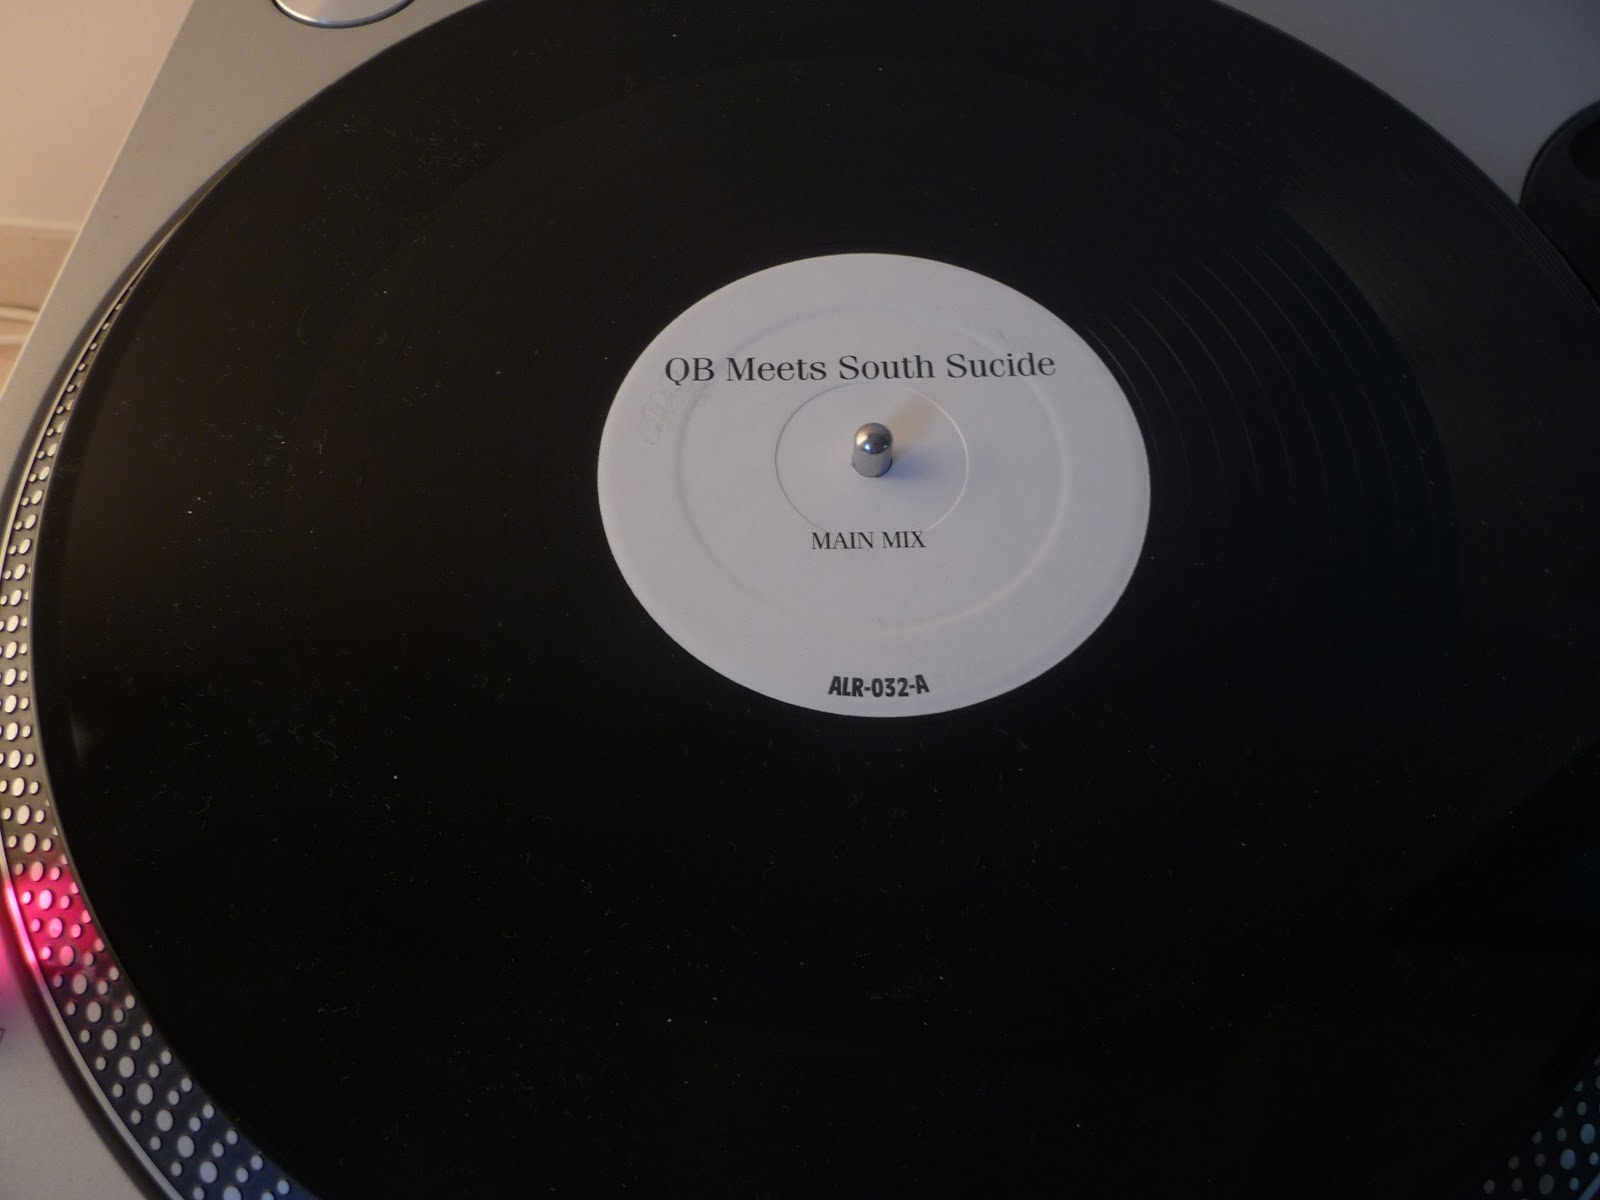 QB Meets South Sucide
MAIN MIX
ALR-032-A